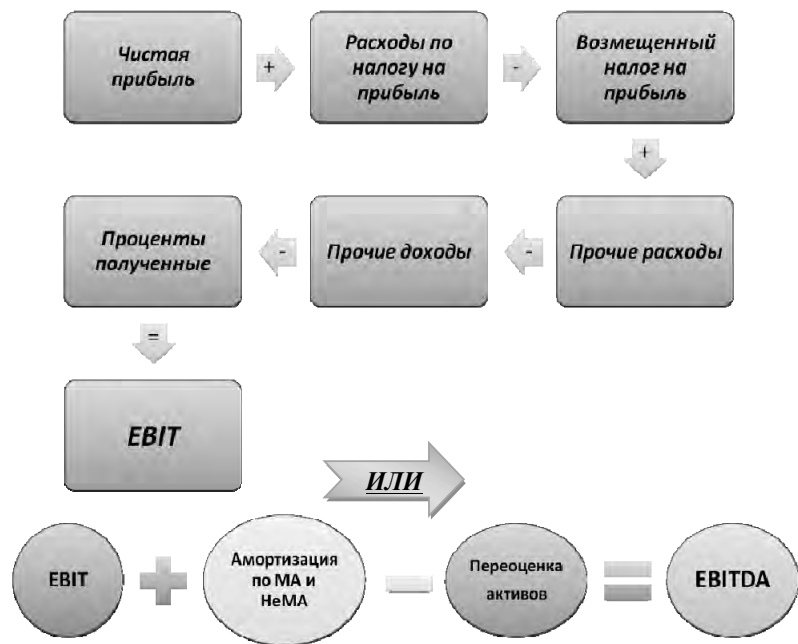 Чистая
прибыль
+
Расходы по
налогу на
прибыль
-
Возмещенный
налог на
прибыль
+
Прочие расходы
-
Прочие доходы
-
Проценты
полученные
=
EBIT
ИЛИ
EBIT
Амортизация
по МА и
НеМА
Переоценка
активов
EBITDA